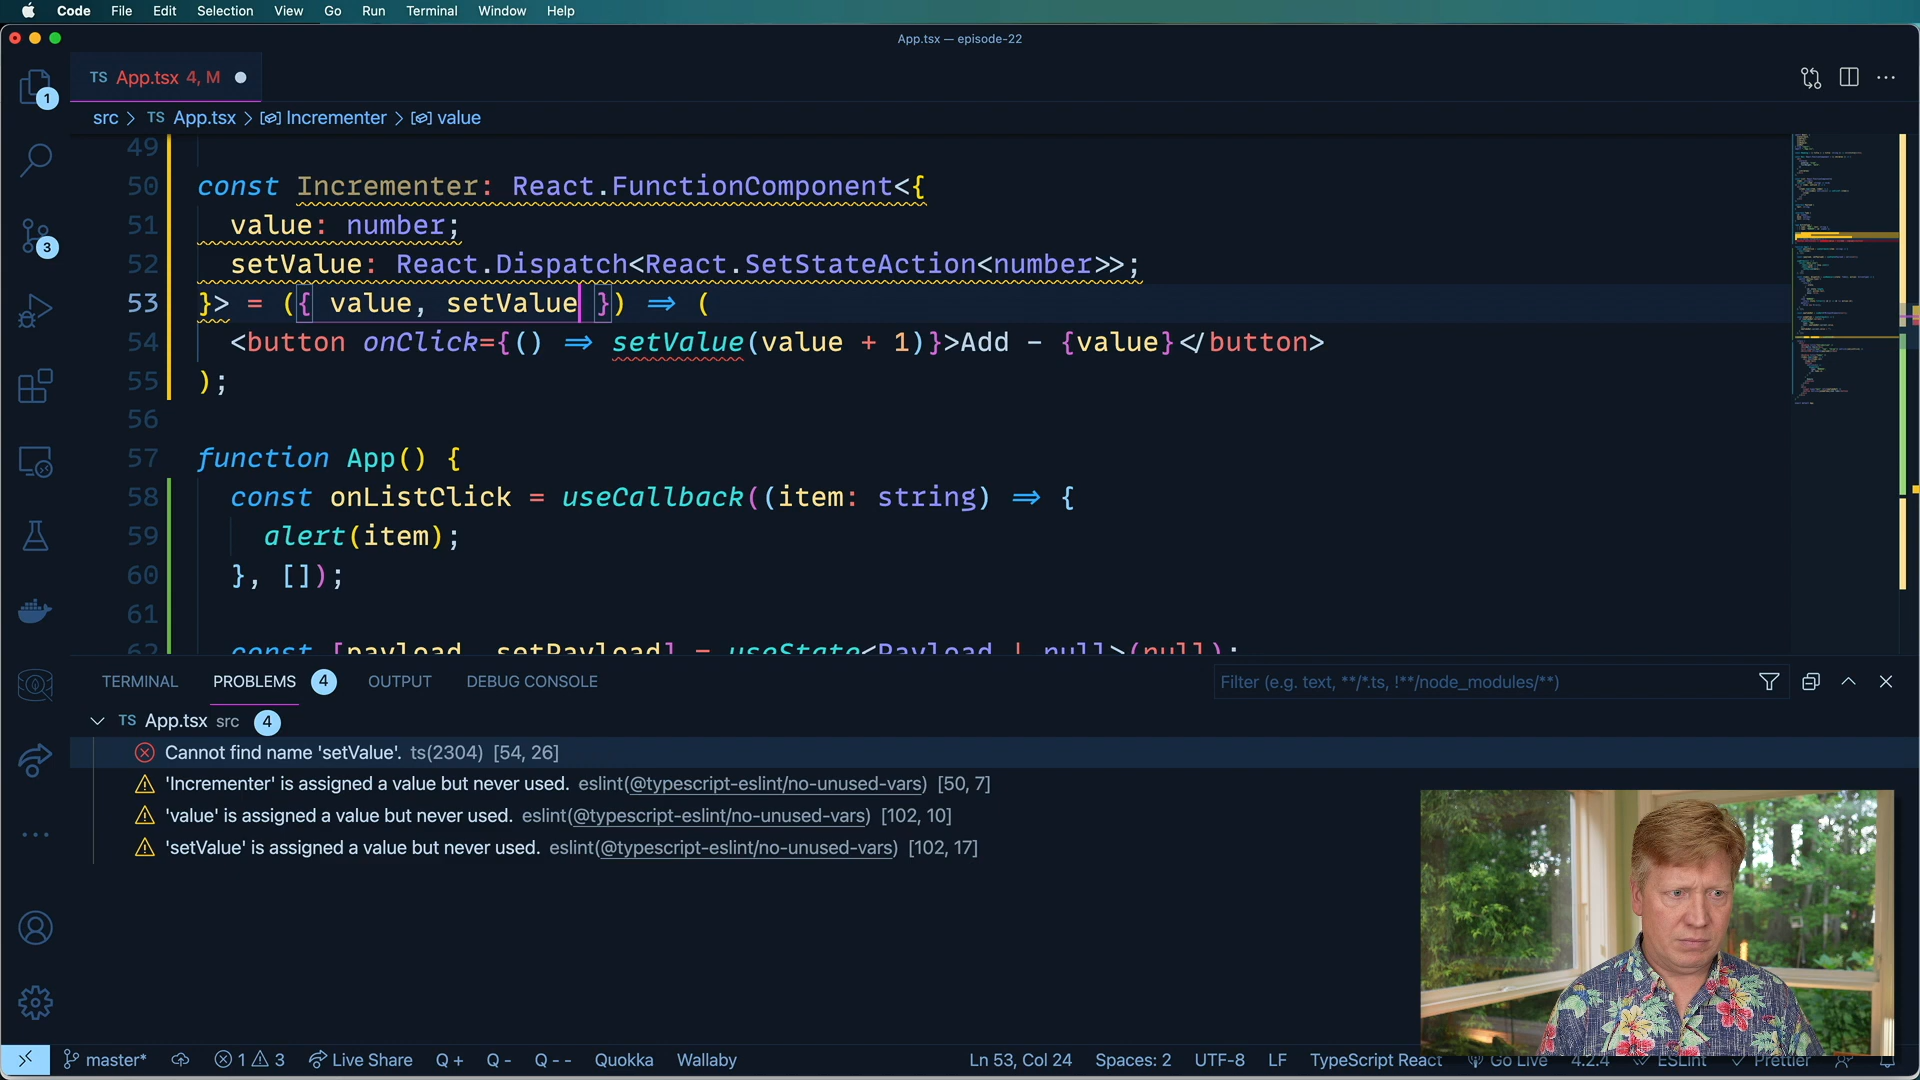 Code File Edit Selection View Go Run Terminal Window Help
App.tsx — episode-22
TS App.tsx 4, M
1
src > TS App.tsx > Incrementer > value
49
50 const Incrementer: React.FunctionComponent<{
51 value: number;
52 setValue: React.Dispatch<React.SetStateAction<number>>;
3
53 }> = ({ value, setValue }) => (
54 <button onClick={() => setValue(value + 1)}>Add - {value}</button>
55 );
56
57 function App() {
58 const onListClick = useCallback((item: string) => {
59 alert(item);
60 }, []);
61
62 const [payload, setPayload] = useState<Payload | null>(null);
TERMINAL PROBLEMS 4 OUTPUT DEBUG CONSOLE Filter (e.g. text, **/*.ts, !**/node_modules/**)
TS App.tsx src 4
Cannot find name 'setValue'. ts(2304) [54, 26]
'Incrementer' is assigned a value but never used. eslint(@typescript-eslint/no-unused-vars) [50, 7]
'value' is assigned a value but never used. eslint(@typescript-eslint/no-unused-vars) [102, 10]
'setValue' is assigned a value but never used. eslint(@typescript-eslint/no-unused-vars) [102, 17]
master* 1 3 Live Share Q + Q - Q - - Quokka Wallaby Ln 53, Col 24 Spaces: 2 UTF-8 LF TypeScript React Go Live 4.2.4 ESLint Prettier